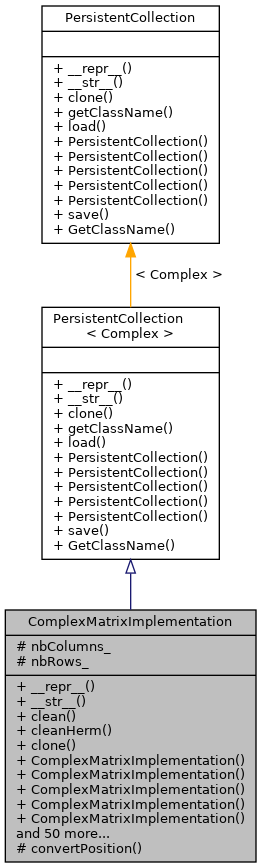 PersistentCollection
+ __repr__()
+ __str__()
+ clone()
+ getClassName()
+ load()
+ PersistentCollection()
+ PersistentCollection()
+ PersistentCollection()
+ PersistentCollection()
+ PersistentCollection()
+ save()
+ GetClassName()
< Complex >
PersistentCollection
< Complex >
+ __repr__()
+ __str__()
+ clone()
+ getClassName()
+ load()
+ PersistentCollection()
+ PersistentCollection()
+ PersistentCollection()
+ PersistentCollection()
+ PersistentCollection()
+ save()
+ GetClassName()
ComplexMatrixImplementation
# nbColumns_
# nbRows_
+ __repr__()
+ __str__()
+ clean()
+ cleanHerm()
+ clone()
+ ComplexMatrixImplementation()
+ ComplexMatrixImplementation()
+ ComplexMatrixImplementation()
+ ComplexMatrixImplementation()
+ ComplexMatrixImplementation()
and 50 more...
# convertPosition()